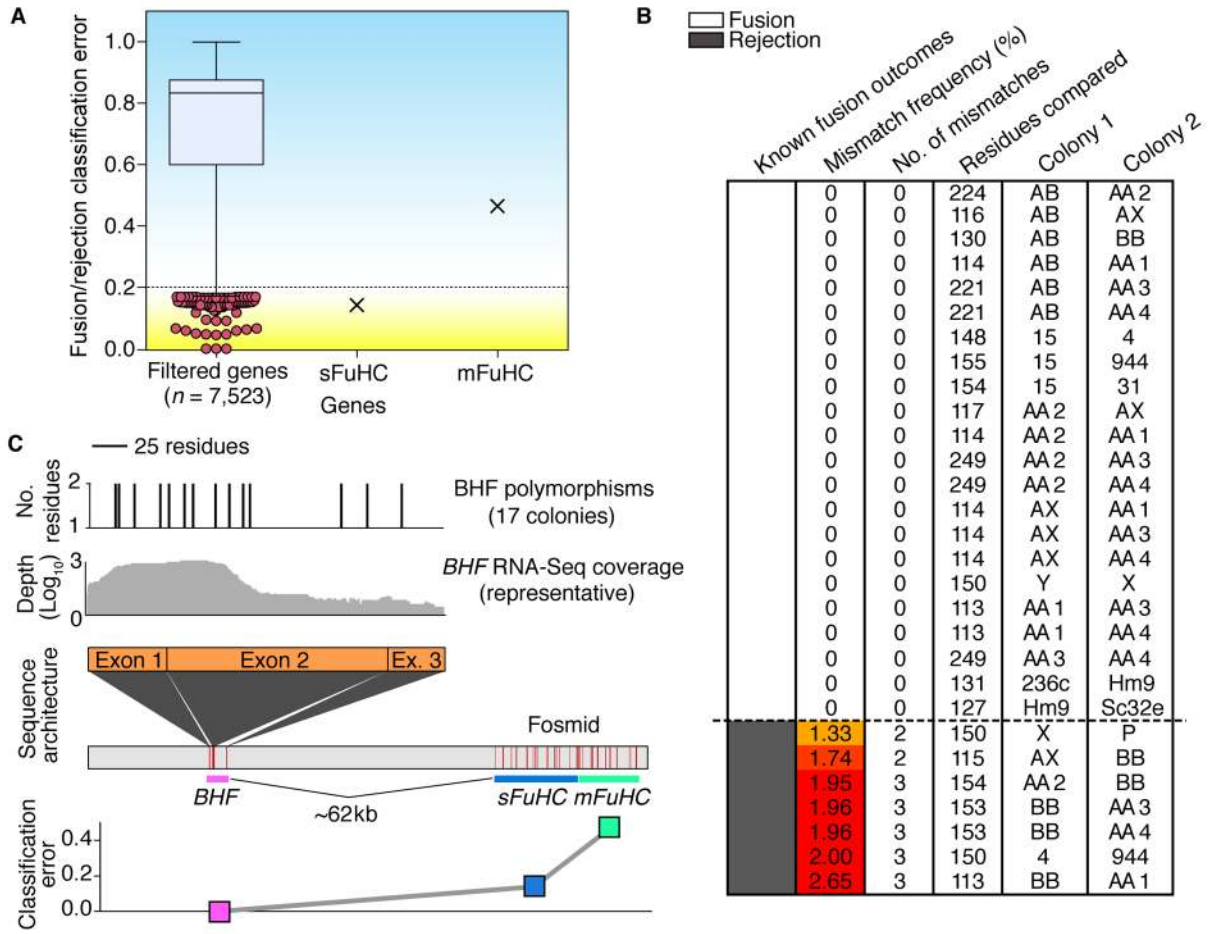 A
Fusion/rejection classification error
1.0
0.8
0.6
0.4
0.2
0.0
Filtered genes
(n = 7,523)
sFuHC
mFuHC
Genes
B
Fusion
Rejection
Known fusion outcomes
Mismatch frequency (%)
No. of mismatches
Residues compared
Colony 1
Colony 2
0 0 224 AB AA 2
0 0 116 AB AX
0 0 130 AB BB
0 0 114 AB AA 1
0 0 221 AB AA 3
0 0 221 AB AA 4
0 0 148 15 4
0 0 155 15 944
0 0 154 15 31
0 0 117 AA 2 AX
0 0 114 AA 2 AA 1
0 0 249 AA 2 AA 3
0 0 249 AA 2 AA 4
0 0 114 AX AA 1
0 0 114 AX AA 3
0 0 114 AX AA 4
0 0 150 Y X
0 0 113 AA 1 AA 3
0 0 113 AA 1 AA 4
0 0 249 AA 3 AA 4
0 0 131 236c Hm9
0 0 127 Hm9 Sc32e
1.33 2 150 X P
1.74 2 115 AX BB
1.95 3 154 AA 2 BB
1.96 3 153 BB AA 3
1.96 3 153 BB AA 4
2.00 3 150 4 944
2.65 3 113 BB AA 1
C
25 residues
No.
residues
2
1
BHF polymorphisms
(17 colonies)
Depth
(Log10)
3
0
BHF RNA-Seq coverage
(representative)
Sequence
architecture
Exon 1 Exon 2 Ex. 3
Fosmid
BHF
sFuHC mFuHC
~62kb
Classification
error
0.4
0.2
0.0